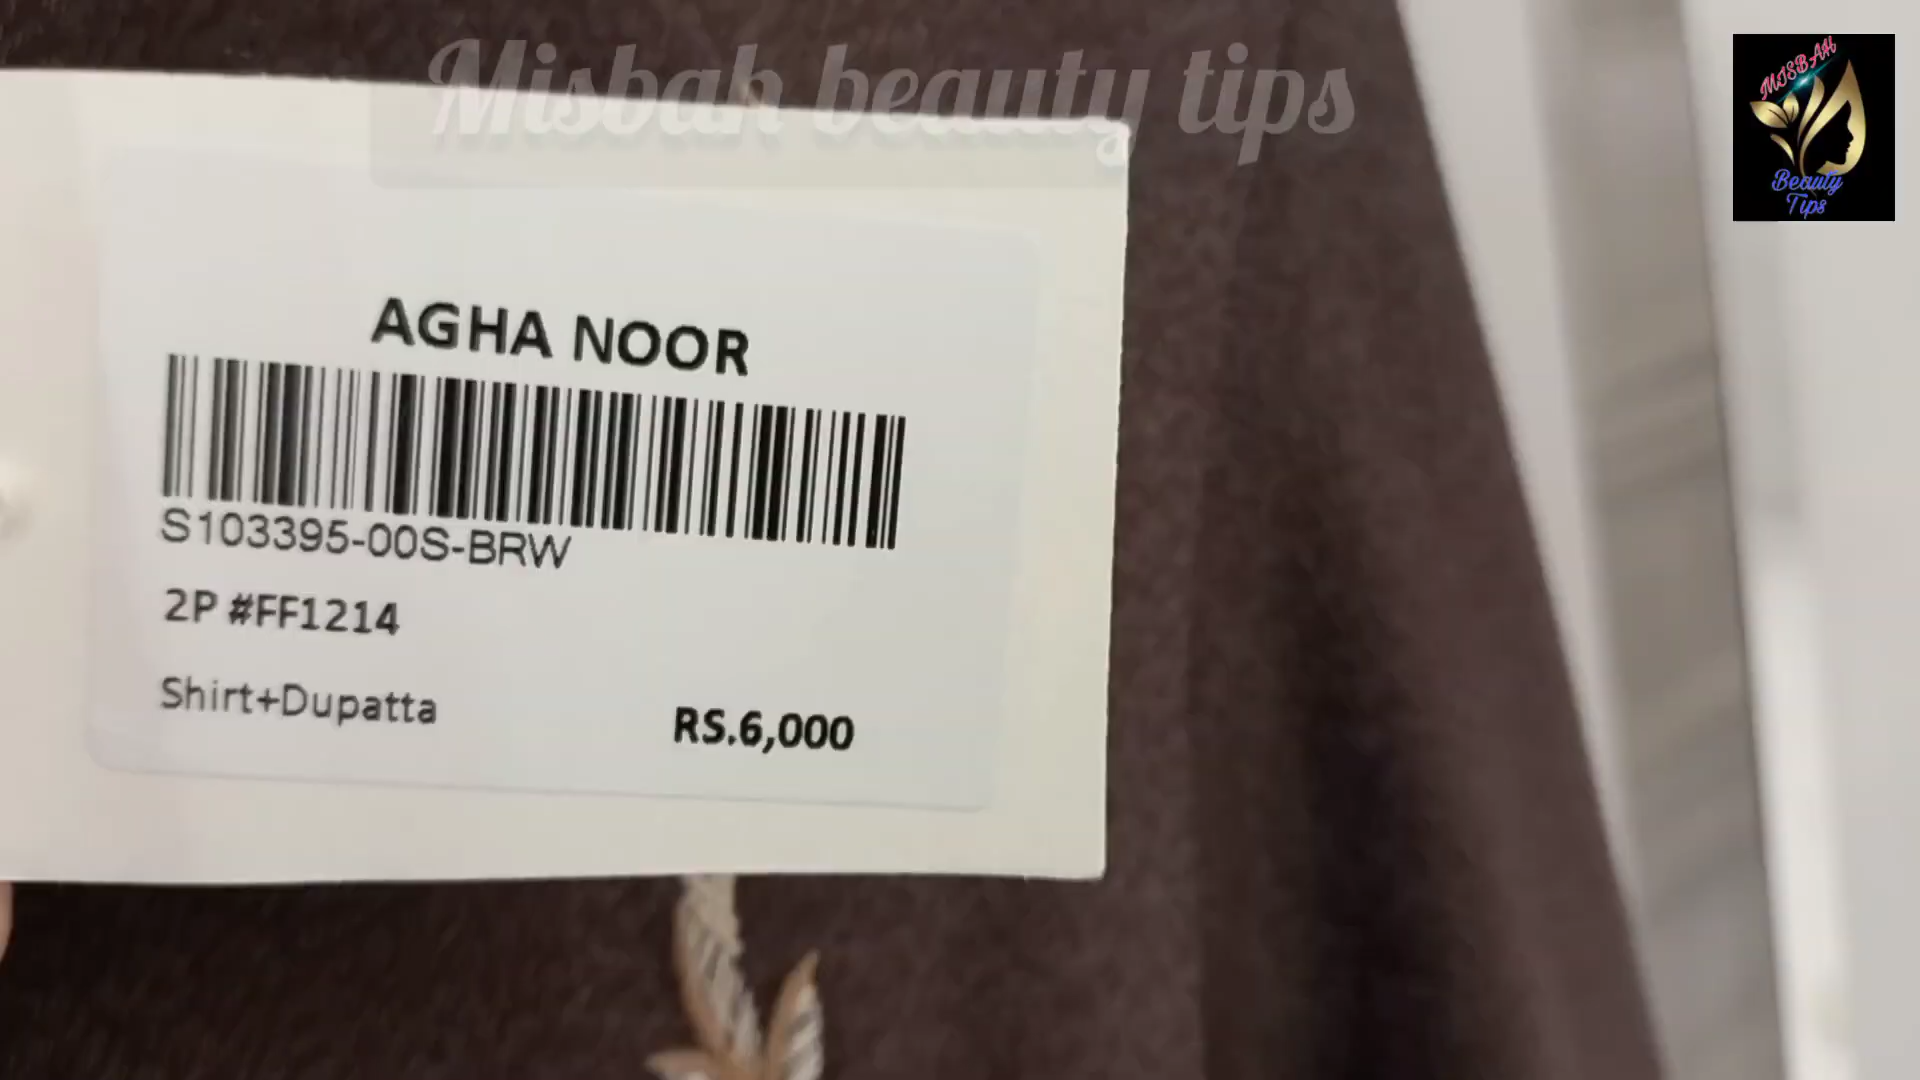 Misbah beauty tips
MISBAH
Beauty
Tips
AGHA NOOR
S103395-00S-BRW
2P #FF1214
Shirt+Dupatta
RS.6,000